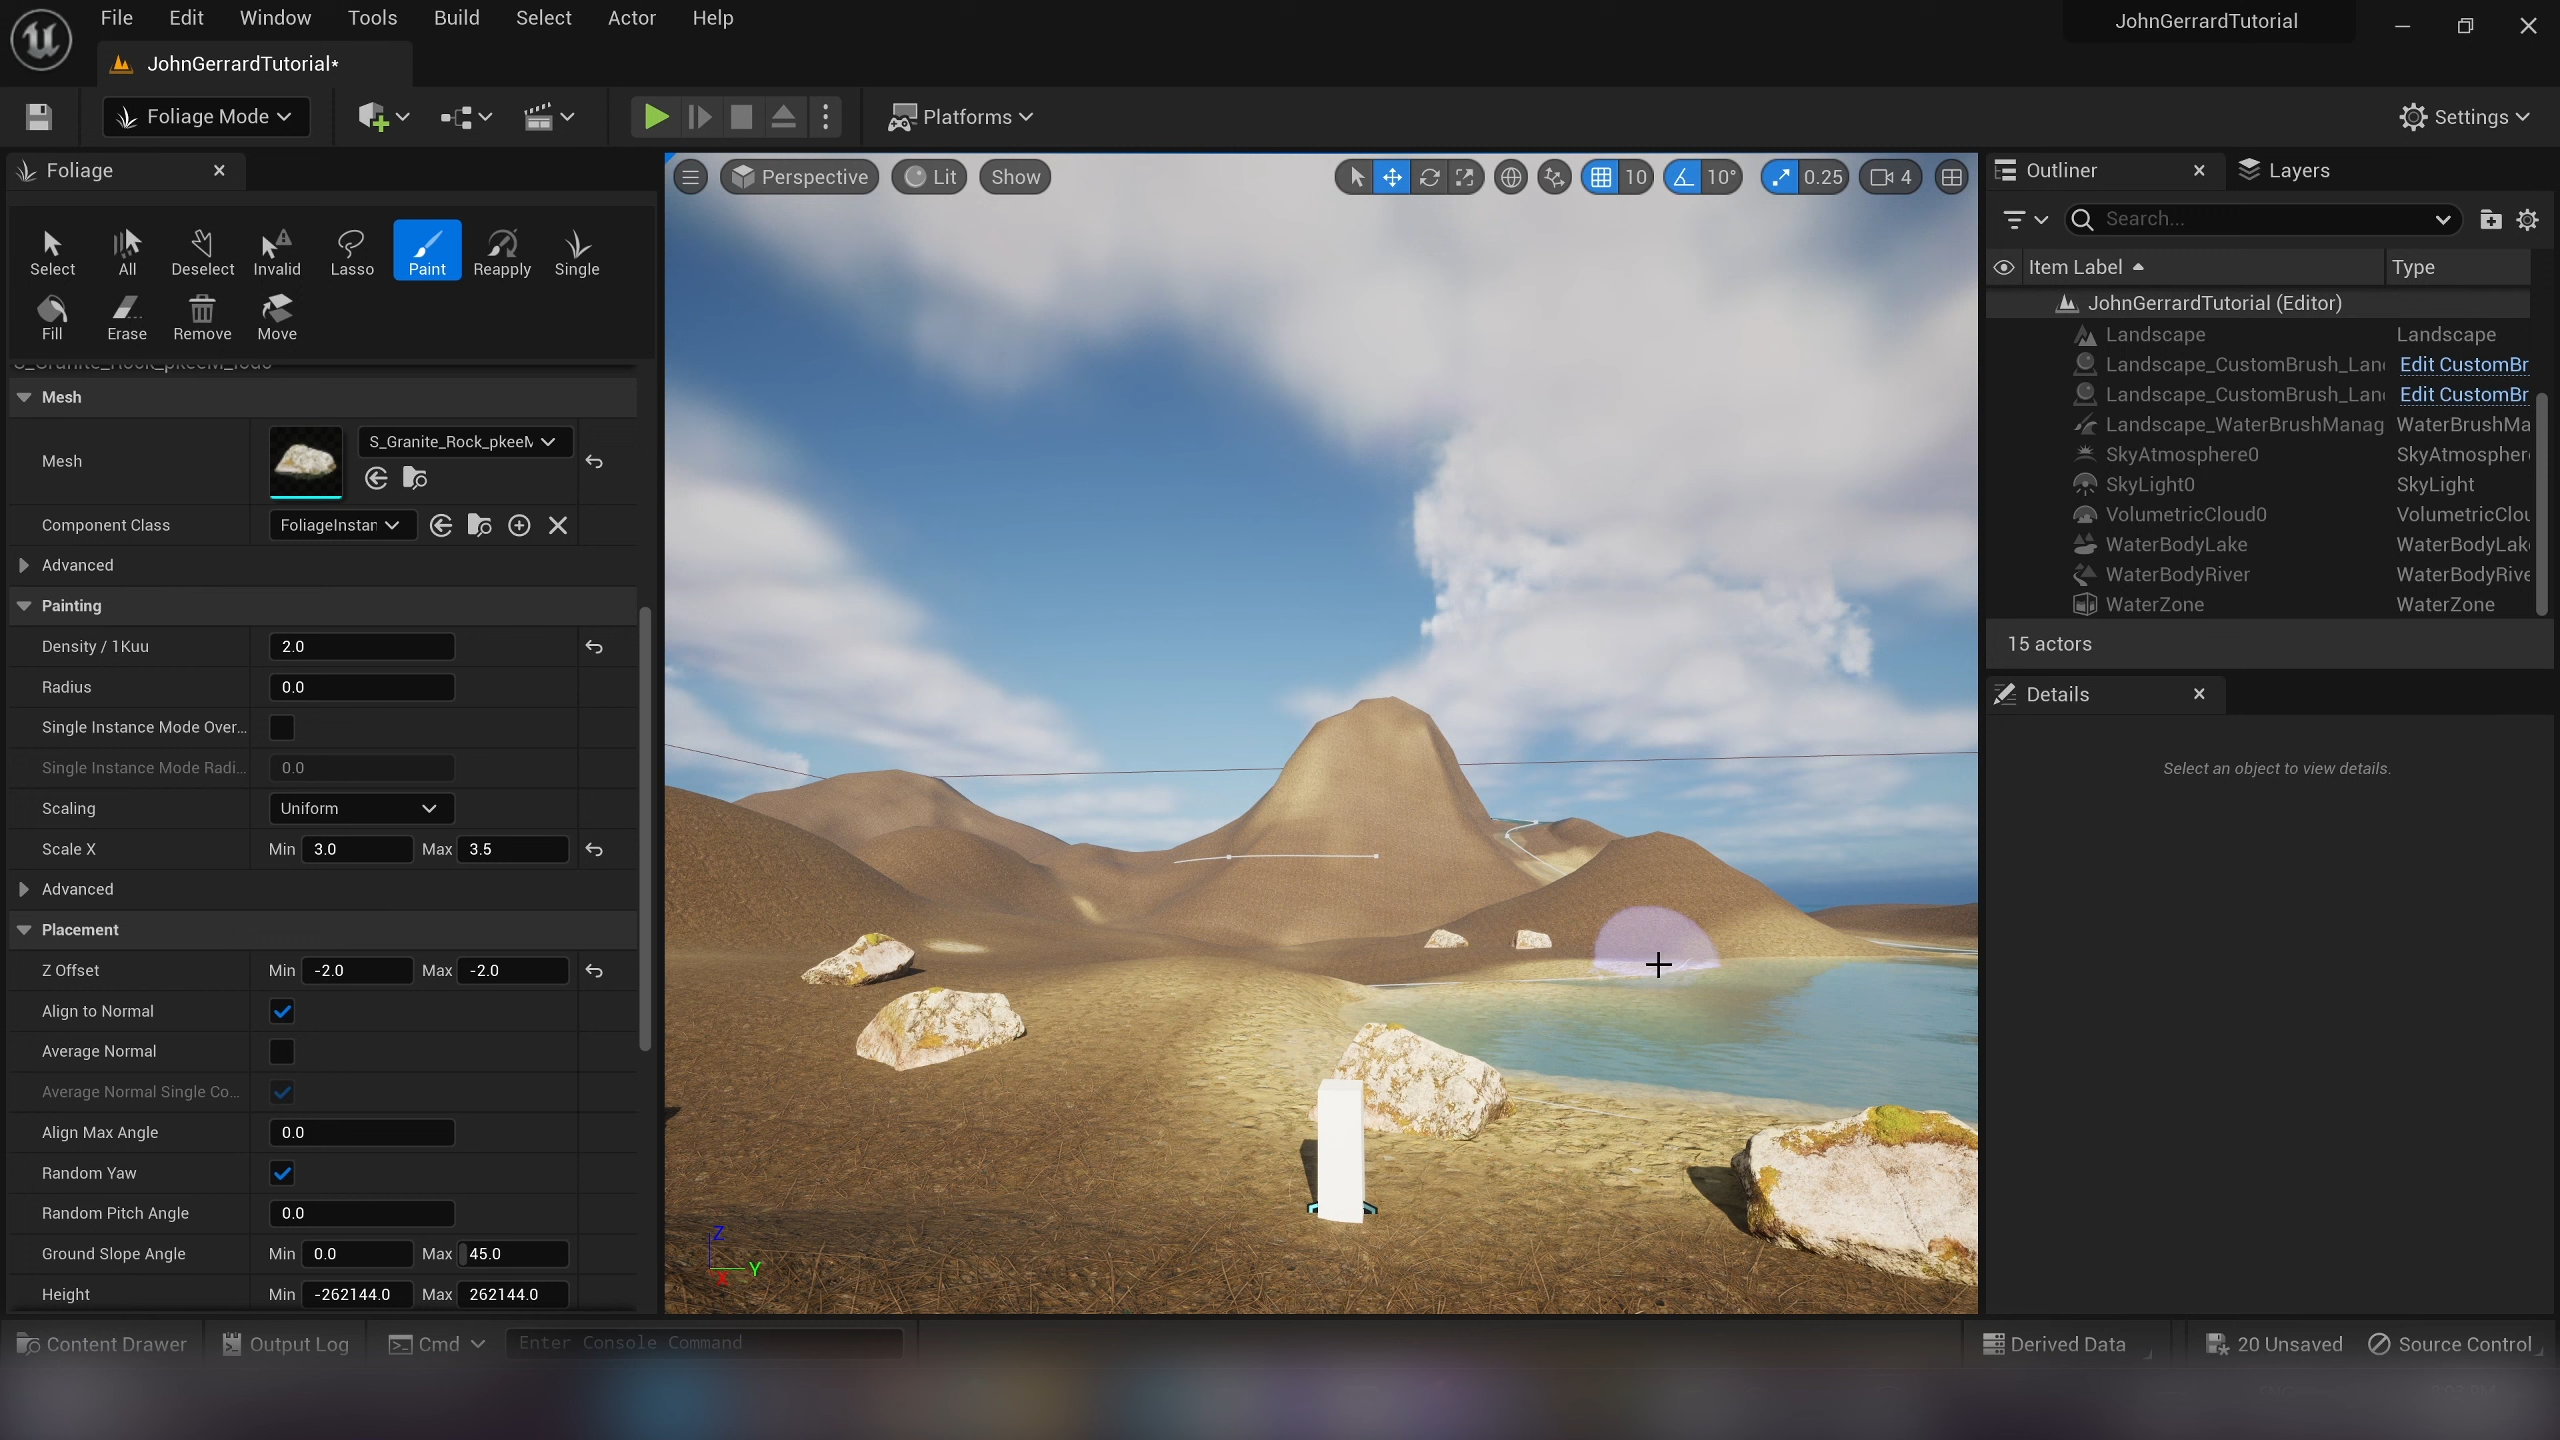 File Edit Window Tools Build Select Actor Help
JohnGerrardTutorial
JohnGerrardTutorial*
Foliage Mode
Platforms
Settings
Foliage
Select All Deselect Invalid Lasso Paint Reapply Single
Fill Erase Remove Move
Mesh
Mesh
S_Granite_Rock_pkeeM
Component Class
FoliageInstan
Advanced
Painting
Density / 1Kuu 2.0
Radius 0.0
Single Instance Mode Over...
Single Instance Mode Radi... 0.0
Scaling Uniform
Scale X Min 3.0 Max 3.5
Advanced
Placement
Z Offset Min -2.0 Max -2.0
Align to Normal
Average Normal
Average Normal Single Co...
Align Max Angle 0.0
Random Yaw
Random Pitch Angle 0.0
Ground Slope Angle Min 0.0 Max 45.0
Height Min -262144.0 Max 262144.0
Perspective Lit Show
10 10° 0.25 4
Z
Y
X
Outliner Layers
Search...
Item Label Type
JohnGerrardTutorial (Editor)
Landscape Landscape
Landscape_CustomBrush_Lan Edit CustomBr
Landscape_CustomBrush_Lan Edit CustomBr
Landscape_WaterBrushManag WaterBrushMa
SkyAtmosphere0 SkyAtmospher
SkyLight0 SkyLight
VolumetricCloud0 VolumetricClou
WaterBodyLake WaterBodyLak
WaterBodyRiver WaterBodyRive
WaterZone WaterZone
15 actors
Details
Select an object to view details.
Content Drawer Output Log Cmd Enter Console Command
Derived Data 20 Unsaved Source Control